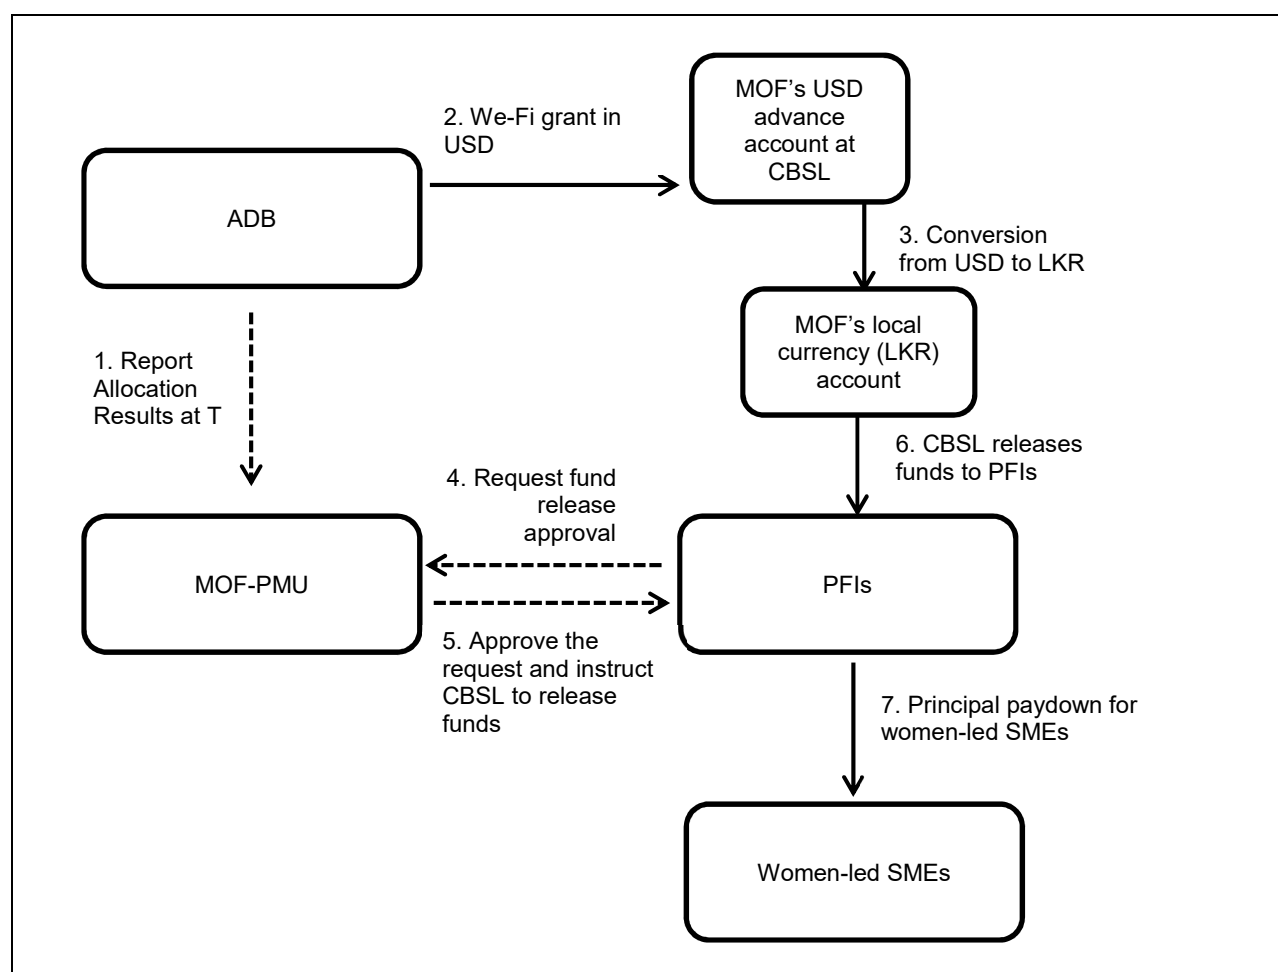 MOF’s USD
advance
account at
CBSL
2. We-Fi grant in
USD
ADB
3. Conversion
from USD to LKR
MOF’s local
currency (LKR)
account
1. Report
Allocation
Results at T
6. CBSL releases
funds to PFIs
4. Request fund
release
approval
MOF-PMU
PFIs
5. Approve the
request and instruct
CBSL to release
funds
7. Principal paydown for
women-led SMEs
Women-led SMEs